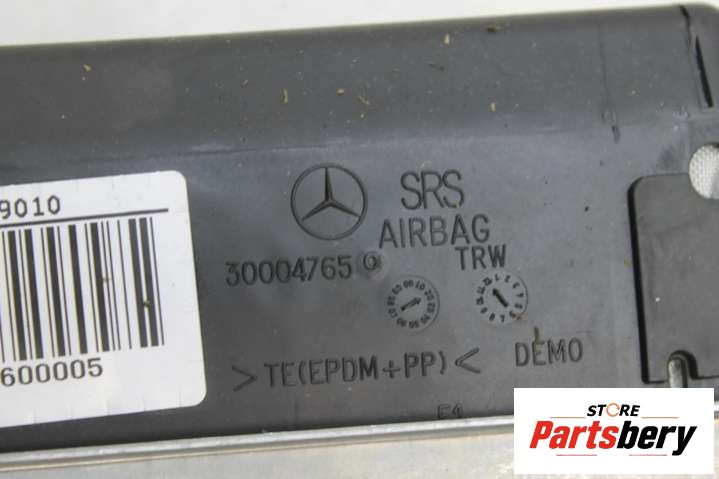 9010
600005
SRS
AIRBAG
TRW
30004765
>TE(EPDM+PP)<
DEMO
STORE
Partsbery